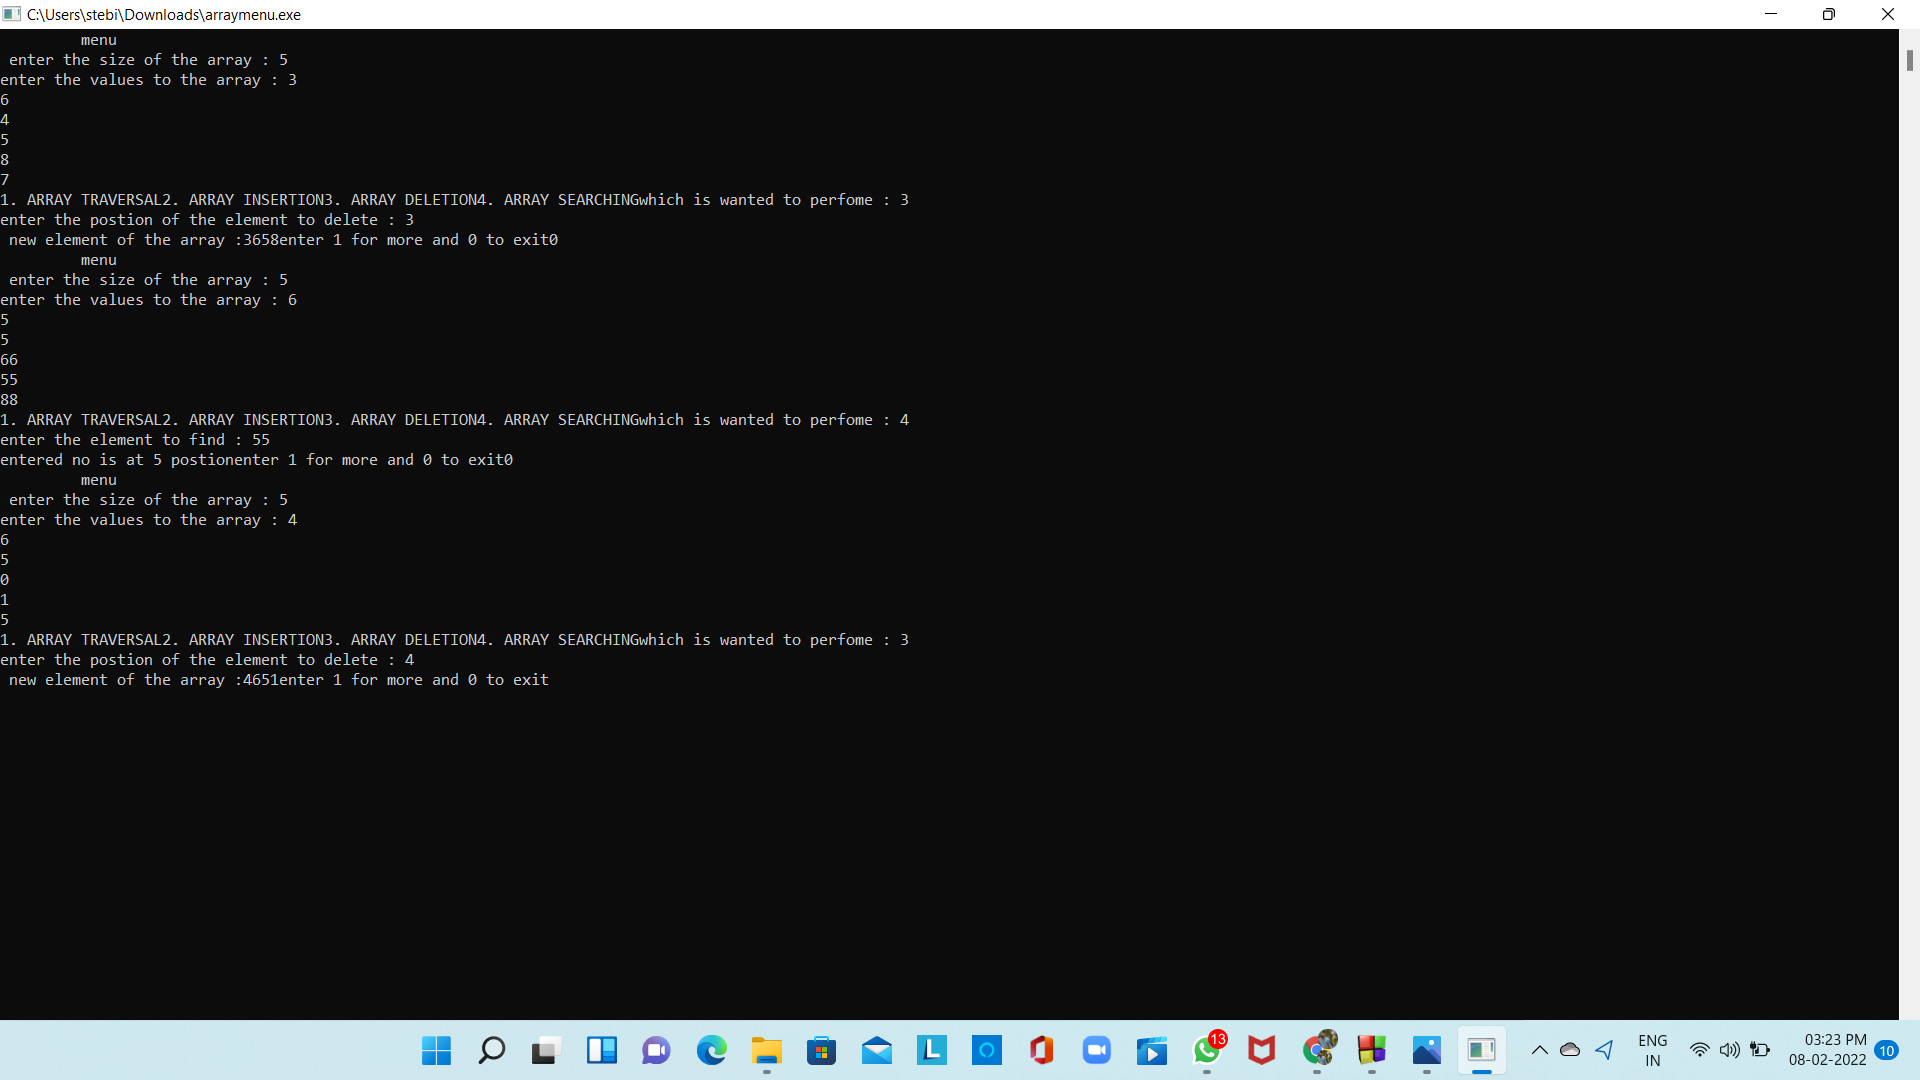 C:\Users\stebi\Downloads\arraymenu.exe
menu
enter the size of the array : 5
enter the values to the array : 3
6
4
5
8
7
1. ARRAY TRAVERSAL2. ARRAY INSERTION3. ARRAY DELETION4. ARRAY SEARCHINGwhich is wanted to perfome : 3
enter the postion of the element to delete : 3
new element of the array :3658enter 1 for more and 0 to exit0
menu
enter the size of the array : 5
enter the values to the array : 6
5
5
66
55
88
1. ARRAY TRAVERSAL2. ARRAY INSERTION3. ARRAY DELETION4. ARRAY SEARCHINGwhich is wanted to perfome : 4
enter the element to find : 55
entered no is at 5 postionenter 1 for more and 0 to exit0
menu
enter the size of the array : 5
enter the values to the array : 4
6
5
0
1
5
1. ARRAY TRAVERSAL2. ARRAY INSERTION3. ARRAY DELETION4. ARRAY SEARCHINGwhich is wanted to perfome : 3
enter the postion of the element to delete : 4
new element of the array :4651enter 1 for more and 0 to exit
L
13
ENG
IN
03:23 PM
08-02-2022
10